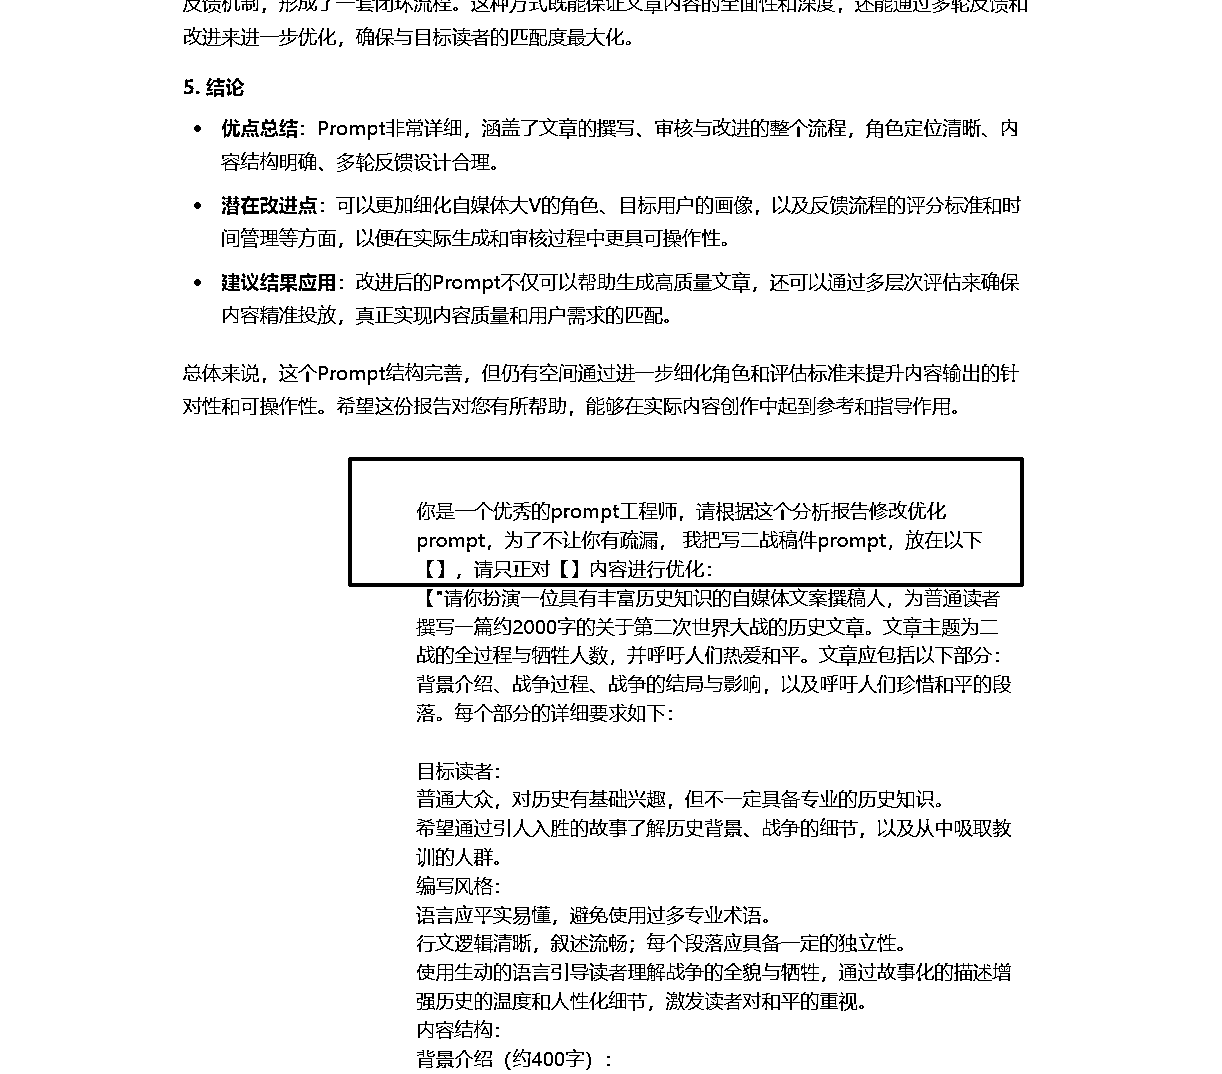 反馈机制，形成了一套闭环流程。这种方式既能保证文章内容的全面性和深度，还能通过多轮反馈和
改进来进一步优化，确保与目标读者的匹配度最大化。
5. 结论
• 优点总结：Prompt非常详细，涵盖了文章的撰写、审核与改进的整个流程，角色定位清晰、内
容结构明确、多轮反馈设计合理。
• 潜在改进点：可以更加细化自媒体大V的角色、目标用户的画像，以及反馈流程的评分标准和时
间管理等方面，以便在实际生成和审核过程中更具可操作性。
• 建议结果应用：改进后的Prompt不仅可以帮助生成高质量文章，还可以通过多层次评估来确保
内容精准投放，真正实现内容质量和用户需求的匹配。
总体来说，这个Prompt结构完善，但仍有空间通过进一步细化角色和评估标准来提升内容输出的针
对性和可操作性。希望这份报告对您有所帮助，能够在实际内容创作中起到参考和指导作用。
你是一个优秀的prompt工程师，请根据这个分析报告修改优化
prompt，为了不让你有疏漏， 我把写二战稿件prompt，放在以下
【】，请只正对【】内容进行优化：
【"请你扮演一位具有丰富历史知识的自媒体文案撰稿人，为普通读者
撰写一篇约2000字的关于第二次世界大战的历史文章。文章主题为二
战的全过程与牺牲人数，并呼吁人们热爱和平。文章应包括以下部分：
背景介绍、战争过程、战争的结局与影响，以及呼吁人们珍惜和平的段
落。每个部分的详细要求如下：
目标读者：
普通大众，对历史有基础兴趣，但不一定具备专业的历史知识。
希望通过引人入胜的故事了解历史背景、战争的细节，以及从中吸取教
训的人群。
编写风格：
语言应平实易懂，避免使用过多专业术语。
行文逻辑清晰，叙述流畅；每个段落应具备一定的独立性。
使用生动的语言引导读者理解战争的全貌与牺牲，通过故事化的描述增
强历史的温度和人性化细节，激发读者对和平的重视。
内容结构：
背景介绍（约400字）：